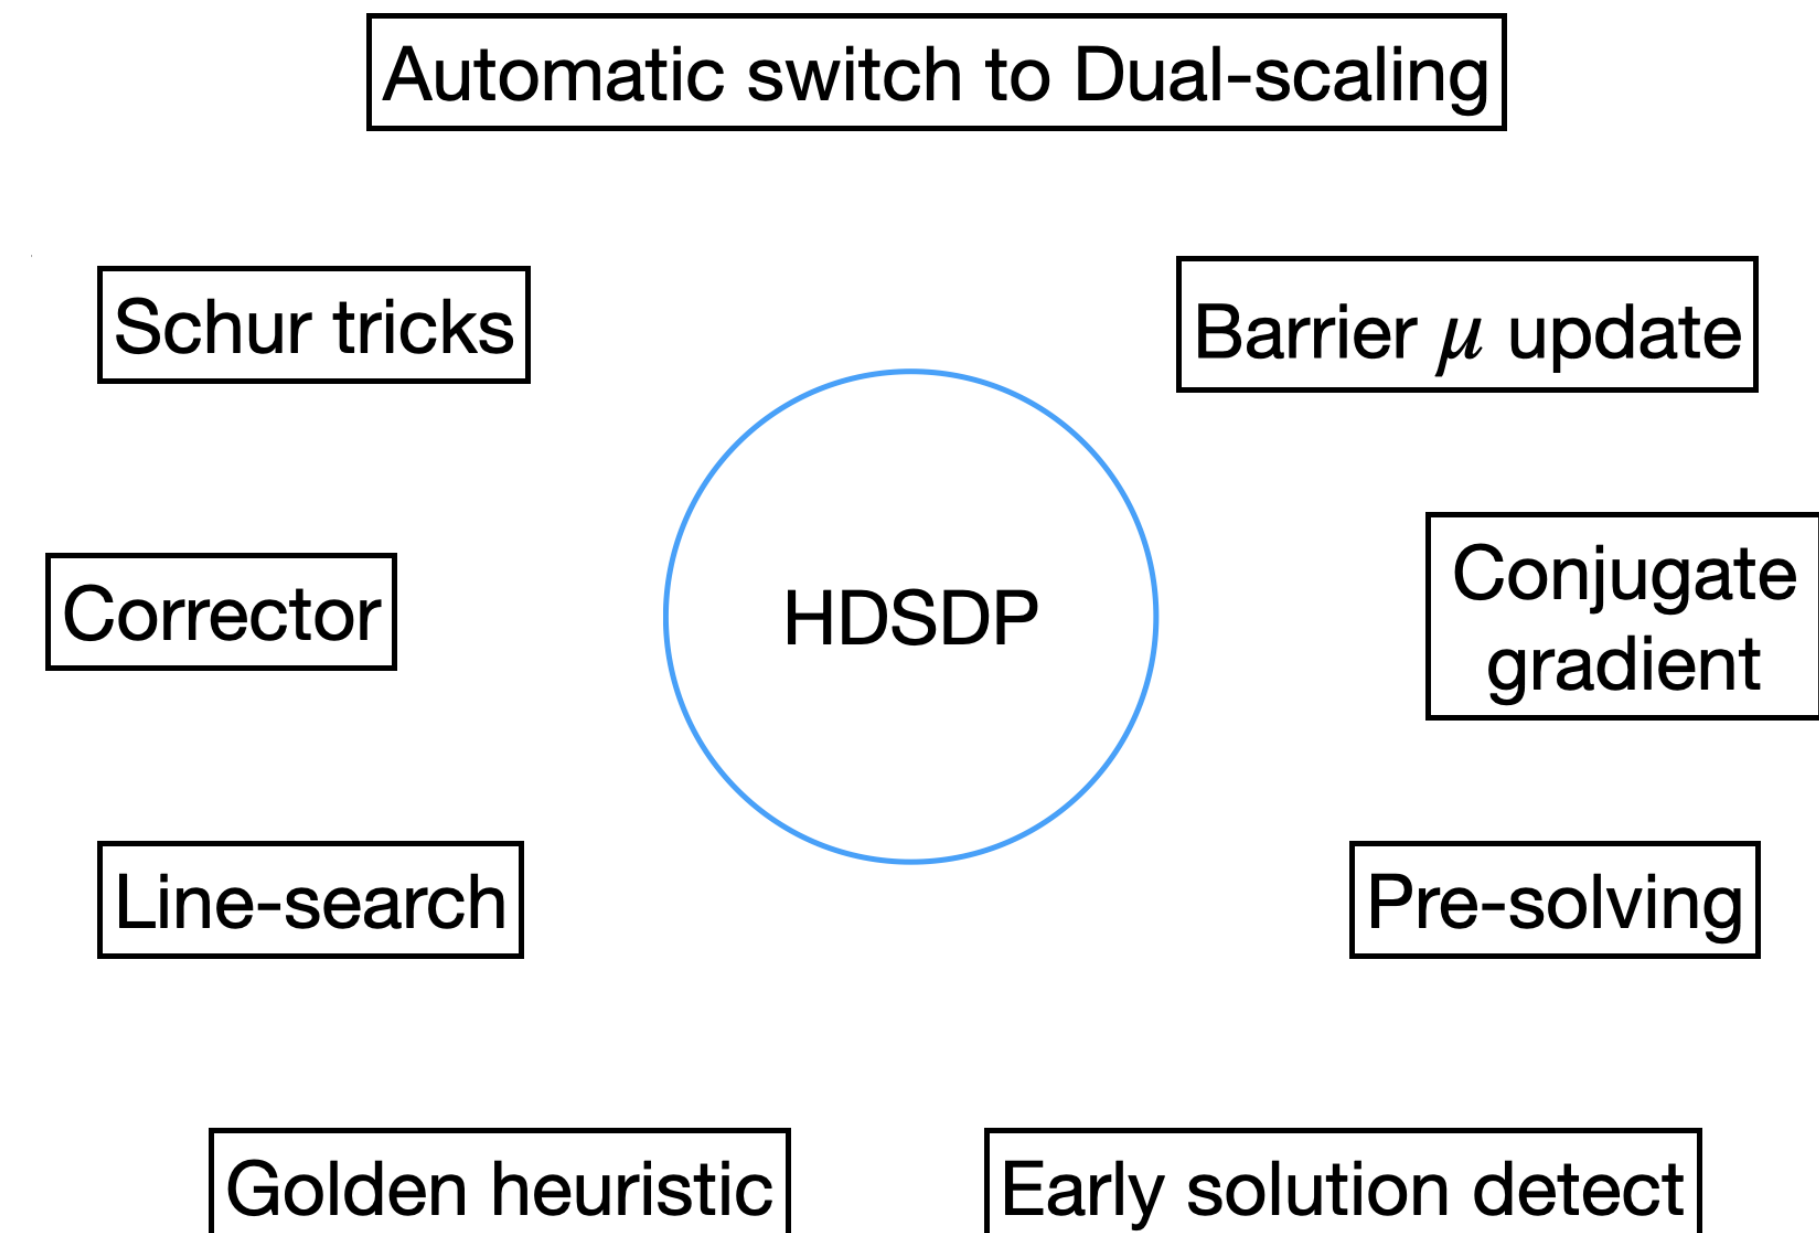 Automatic switch to Dual-scaling
Schur tricks
Barrier μ update
Corrector
HDSDP
Conjugate
gradient
Line-search
Pre-solving
Golden heuristic
Early solution detect